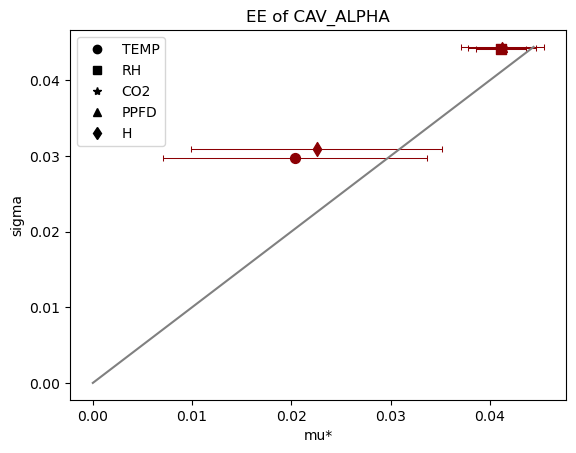 EE of CAV_ALPHA
TEMP
RH
CO2
PPFD
H
sigma
0.04
0.03
0.02
0.01
0.00
0.00
0.01
0.02
0.03
0.04
mu*